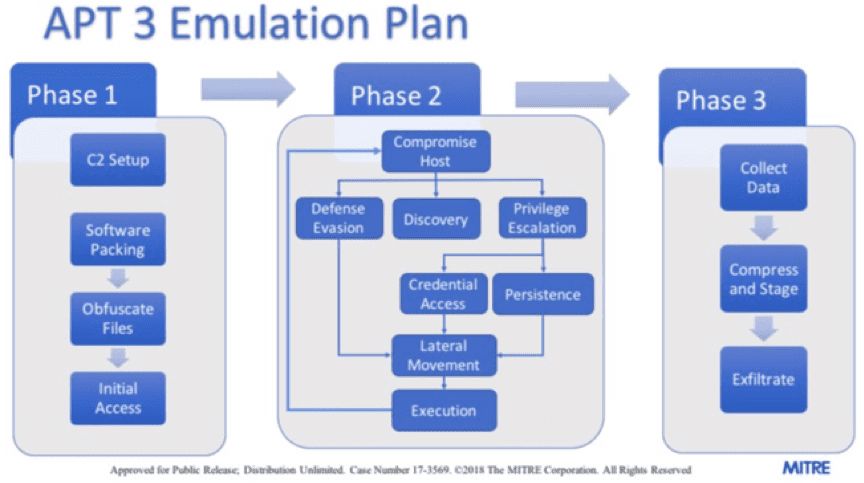 APT 3 Emulation Plan
Phase 1
C2 Setup
Software
Packing
Obfuscate
Files
Initial
Access
Phase 2
Compromise
Host
Defense
Evasion
Discovery
Privilege
Escalation
Credential
Access
Persistence
Lateral
Movement
Execution
Phase 3
Collect
Data
Compress
and Stage
Exfiltrate
Approved for Public Release; Distribution Unlimited. Case Number 17-3569. ©2018 The MITRE Corporation. All Rights Reserved
MITRE